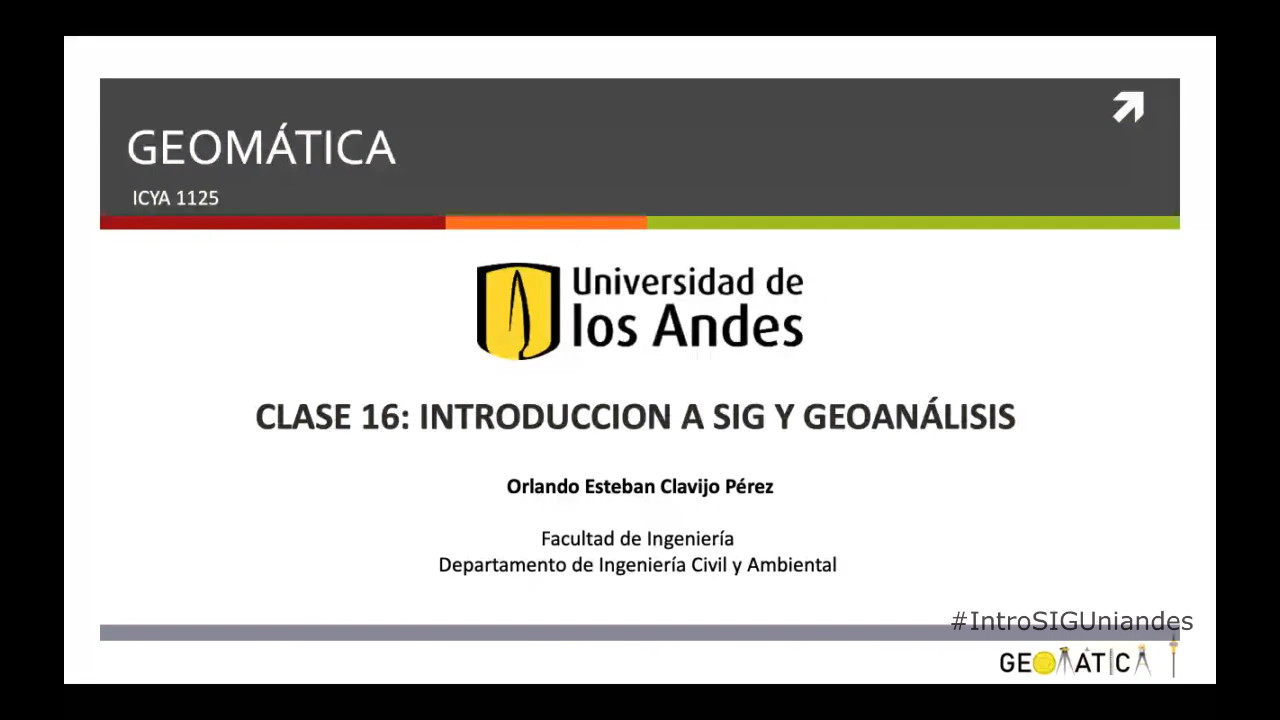 GEOMÁTICA
ICYA 1125
Universidad de
los Andes
CLASE 16: INTRODUCCION A SIG Y GEOANÁLISIS
Orlando Esteban Clavijo Pérez
Facultad de Ingeniería
Departamento de Ingeniería Civil y Ambiental
#IntroSIGUniandes
GEOMÁTICA